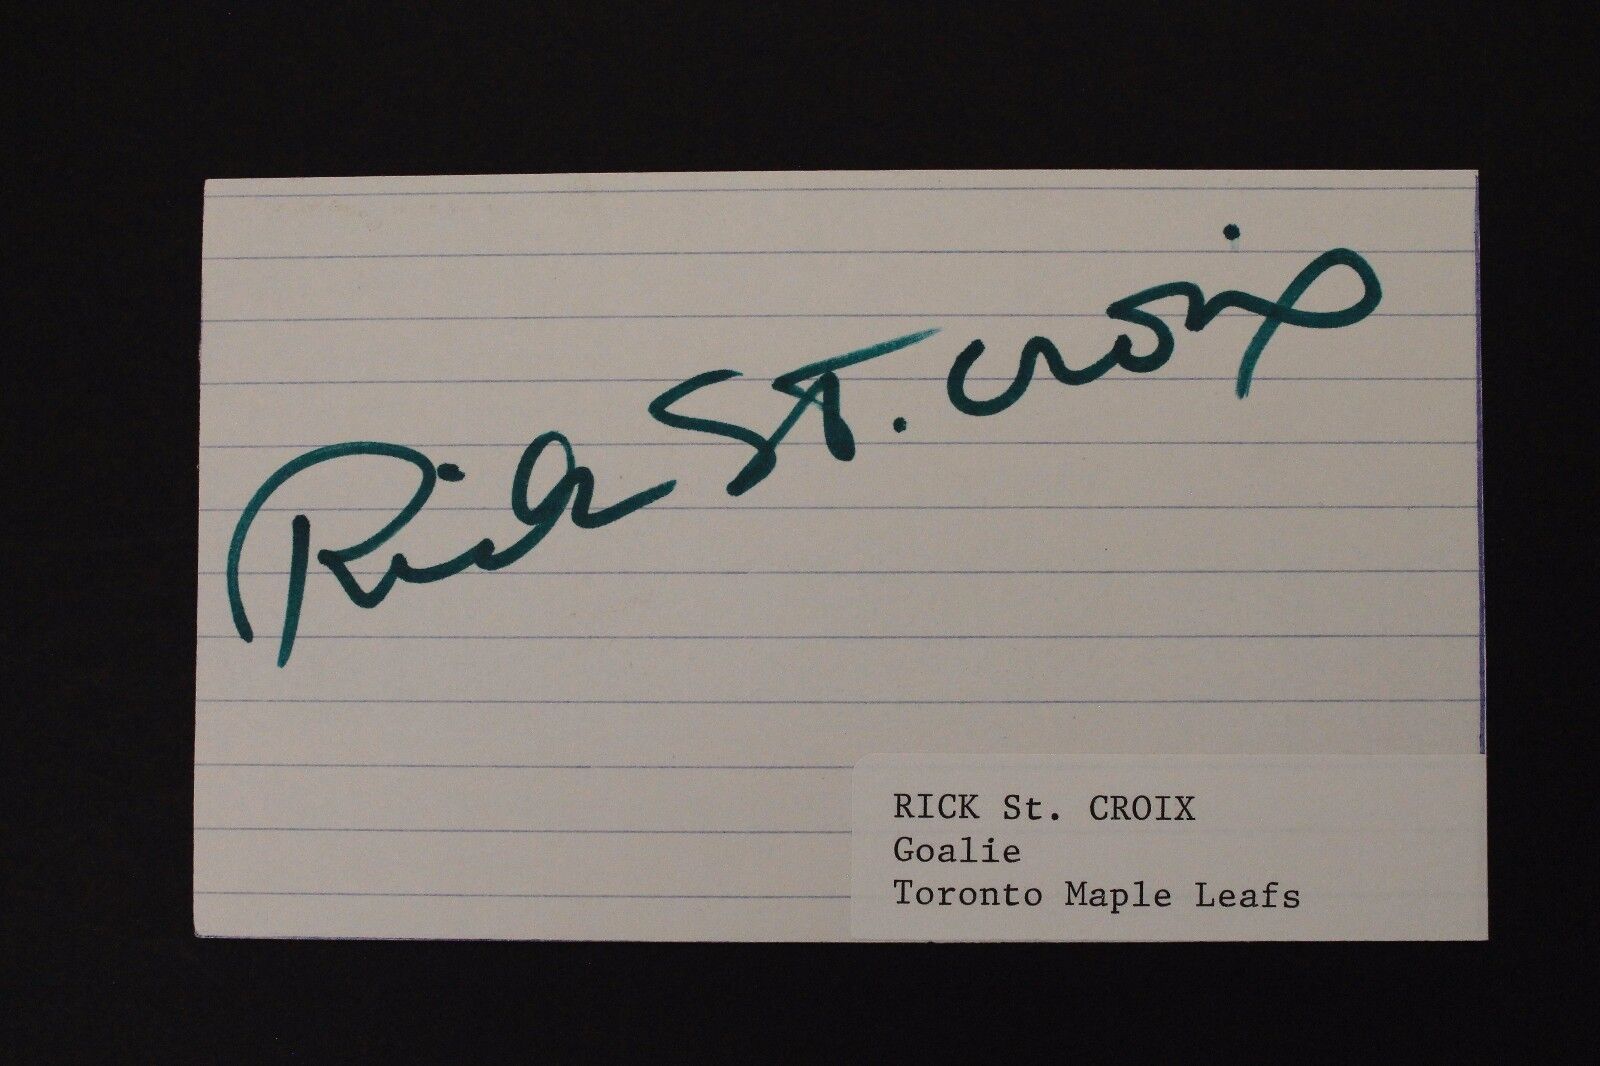 Rick St. Croix
RICK St. CROIX
Goalie
Toronto Maple Leafs